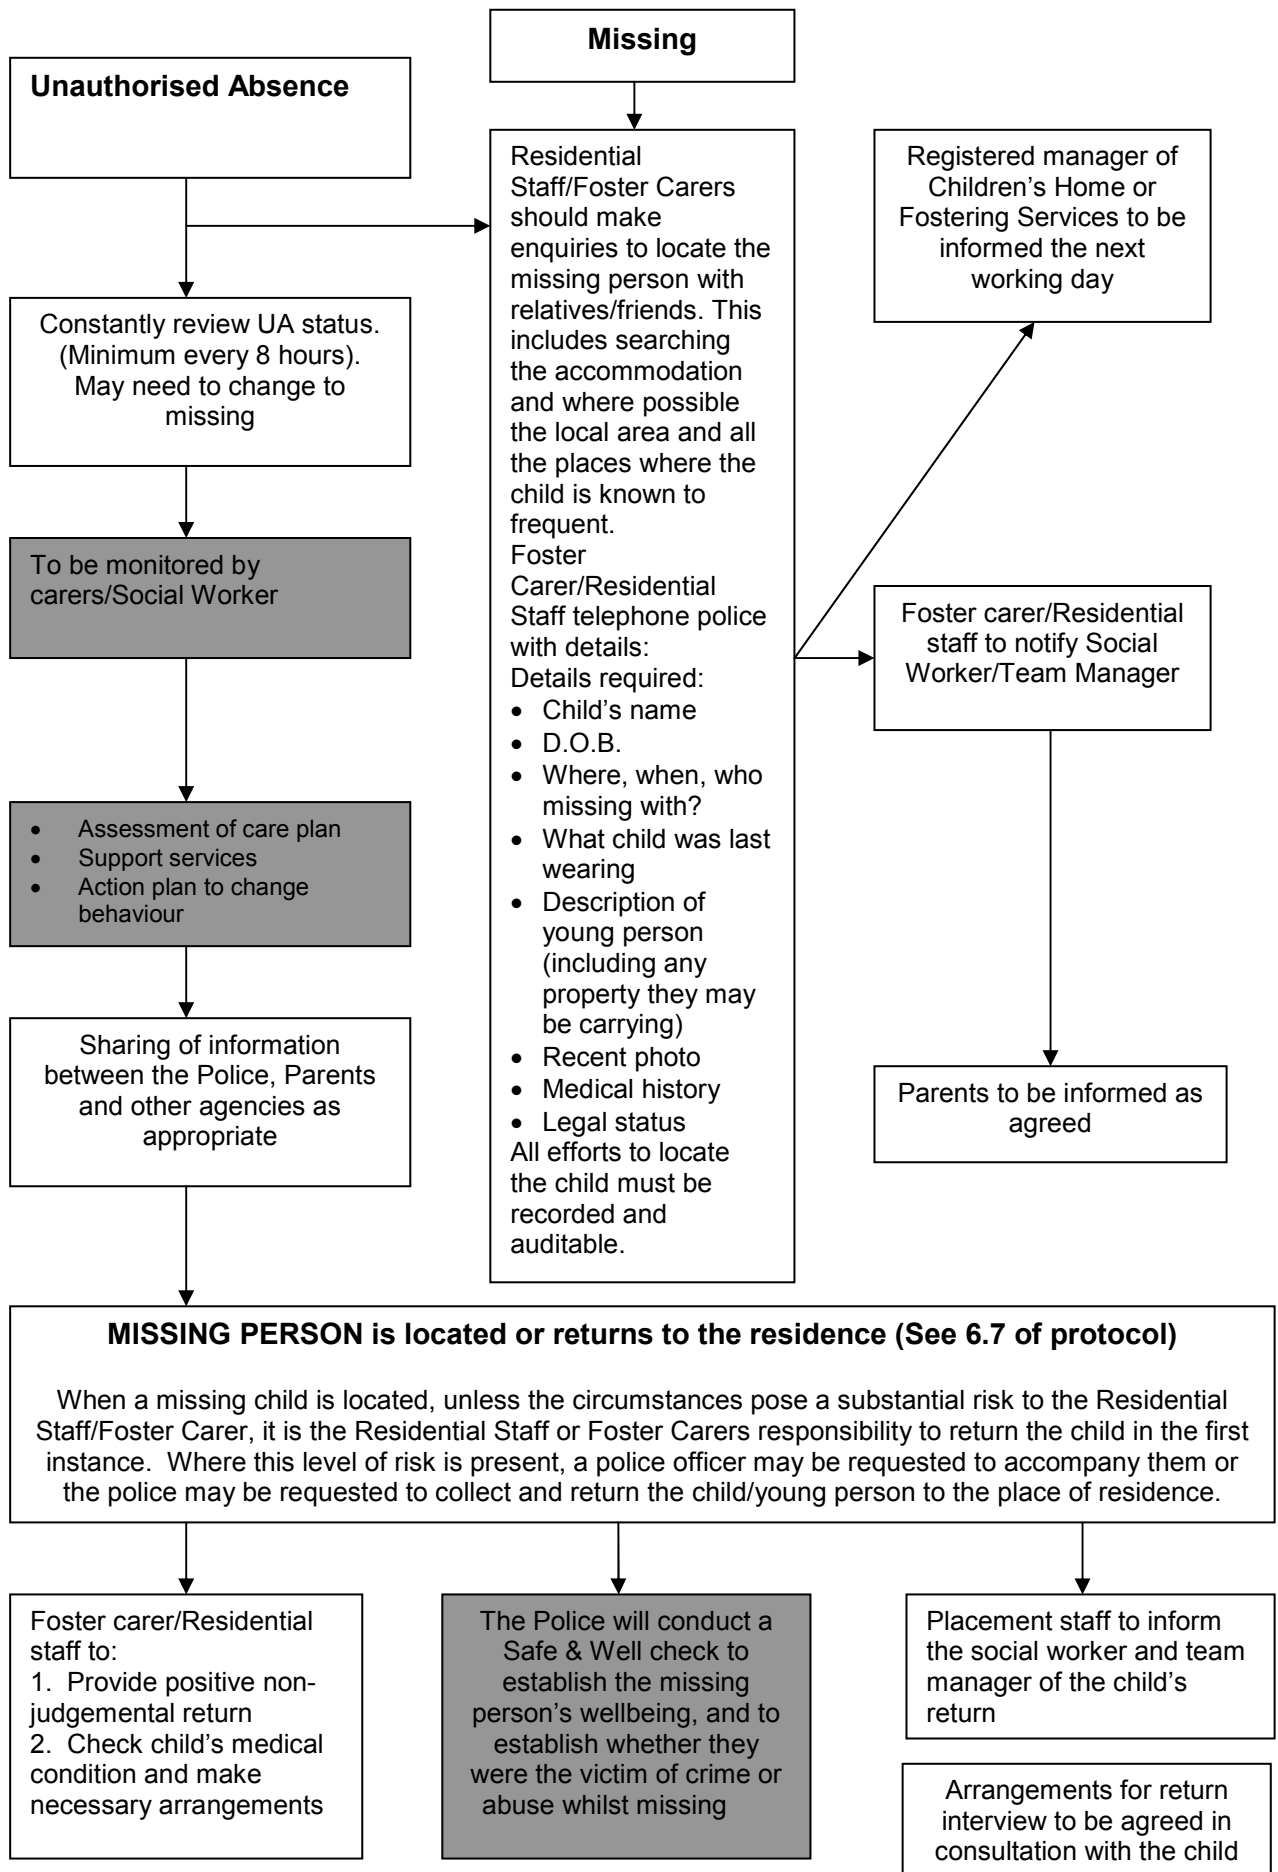 Missing
Unauthorised Absence
Residential
Staff/Foster Carers
should make
enquiries to locate the
missing person with
relatives/friends. This
includes searching
the accommodation
and where possible
the local area and all
the places where the
child is known to
frequent.
Foster
Carer/Residential
Staff telephone police
with details:
Details required:
• Child’s name
• D.O.B.
• Where, when, who
missing with?
• What child was last
wearing
• Description of
young person
(including any
property they may
be carrying)
• Recent photo
• Medical history
• Legal status
All efforts to locate
the child must be
recorded and
auditable.
Registered manager of
Children’s Home or
Fostering Services to be
informed the next
working day
Constantly review UA status.
(Minimum every 8 hours).
May need to change to
missing
To be monitored by
carers/Social Worker
Foster carer/Residential
staff to notify Social
Worker/Team Manager
• Assessment of care plan
• Support services
• Action plan to change
behaviour
Sharing of information
between the Police, Parents
and other agencies as
appropriate
Parents to be informed as
agreed
MISSING PERSON is located or returns to the residence (See 6.7 of protocol)
When a missing child is located, unless the circumstances pose a substantial risk to the Residential
Staff/Foster Carer, it is the Residential Staff or Foster Carers responsibility to return the child in the first
instance. Where this level of risk is present, a police officer may be requested to accompany them or
the police may be requested to collect and return the child/young person to the place of residence.
Foster carer/Residential
staff to:
1. Provide positive non-
judgemental return
2. Check child’s medical
condition and make
necessary arrangements
The Police will conduct a
Safe & Well check to
establish the missing
person’s wellbeing, and to
establish whether they
were the victim of crime or
abuse whilst missing
Placement staff to inform
the social worker and team
manager of the child’s
return
Arrangements for return
interview to be agreed in
consultation with the child